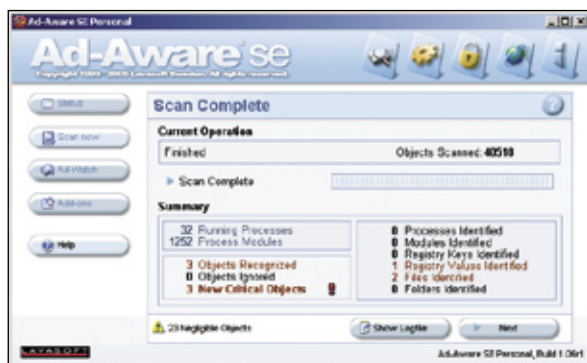 Ad-Aware SE Personal
Ad-Aware SE
Status
Scan now
Ad-Watch
Add-ons
Help
Scan Complete
Current Operation
Finished
Objects Scanned: 40510
Scan Complete
Summary
32 Running Processes
1252 Process Modules
3 Objects Recognized
0 Objects Ignored
3 New Critical Objects
0 Processes Identified
0 Modules Identified
0 Registry Keys Identified
1 Registry Values Identified
2 Files Identified
0 Folders Identified
23 Negligible Objects
Show Logfile
Next
LAVASOFT
Ad-Aware SE Personal, Build